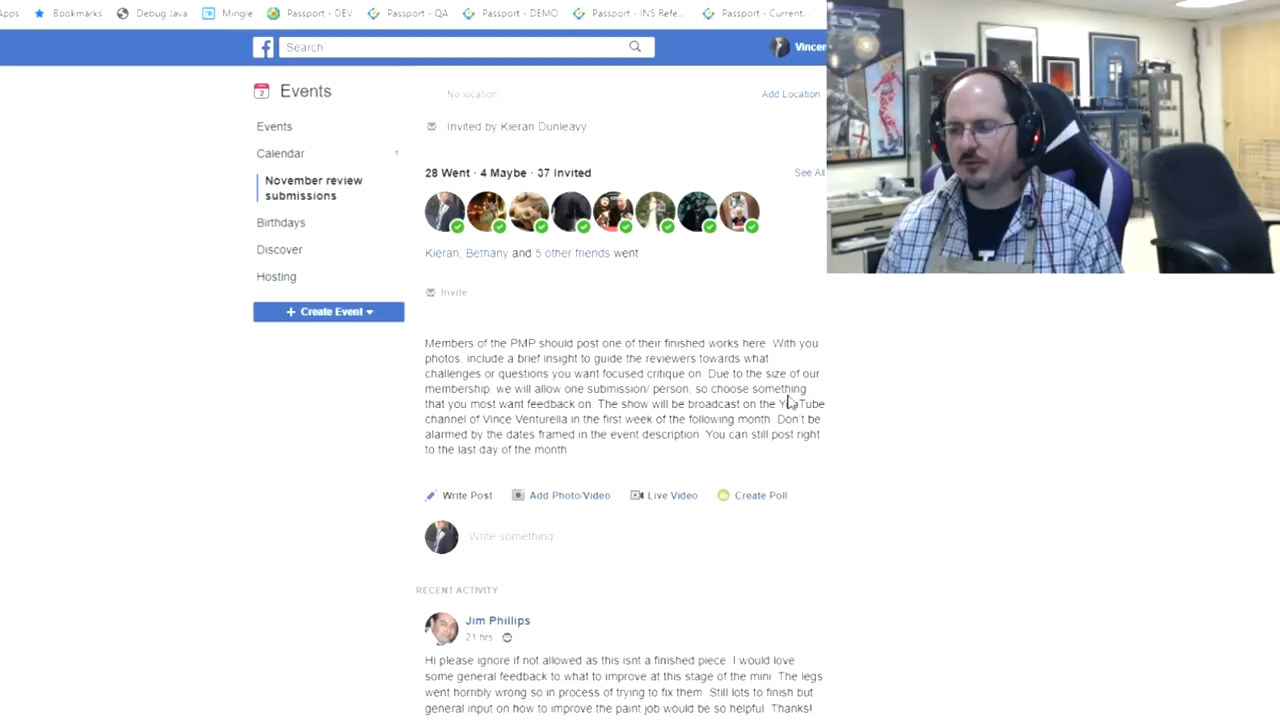 Apps Bookmarks Debug Java Mingle Passport - DEV Passport - QA Passport - DEMO Passport - INS Refe... Passport - Current,...
f Search Vincen
2 Events
No location Add Location
Events
Invited by Kieran Dunleavy
Calendar 1
28 Went · 4 Maybe · 37 Invited See All
November review
submissions
Birthdays
Discover
Kieran, Bethany and 5 other friends went
Hosting
Invite
+ Create Event
Members of the PMP should post one of their finished works here. With you
photos, include a brief insight to guide the reviewers towards what
challenges or questions you want focused critique on. Due to the size of our
membership, we will allow one submission/ person, so choose something
that you most want feedback on. The show will be broadcast on the YouTube
channel of Vince Venturella in the first week of the following month. Don't be
alarmed by the dates framed in the event description. You can still post right
to the last day of the month
Write Post Add Photo/Video Live Video Create Poll
Write something
RECENT ACTIVITY
Jim Phillips
21 hrs
Hi please ignore if not allowed as this isnt a finished piece. I would love
some general feedback to what to improve at this stage of the mini. The legs
went horribly wrong so in process of trying to fix them. Still lots to finish but
general input on how to improve the paint job would be so helpful. Thanks!